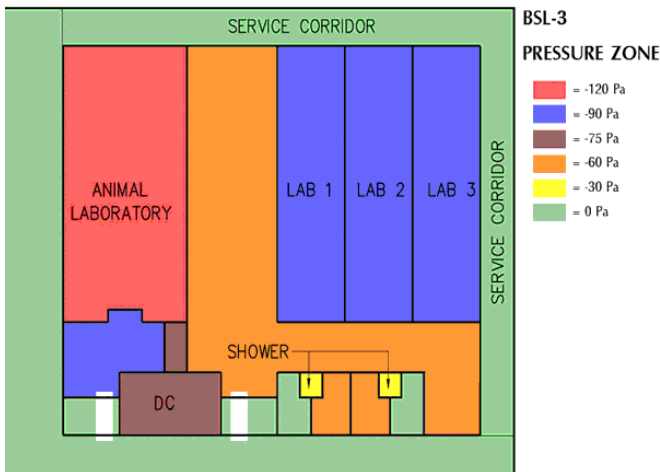 SERVICE CORRIDOR
BSL-3
PRESSURE ZONE
= -120 Pa
= -90 Pa
= -75 Pa
= -60 Pa
= -30 Pa
= 0 Pa
ANIMAL
LABORATORY
LAB 1
LAB 2
LAB 3
SERVICE CORRIDOR
SHOWER
DC